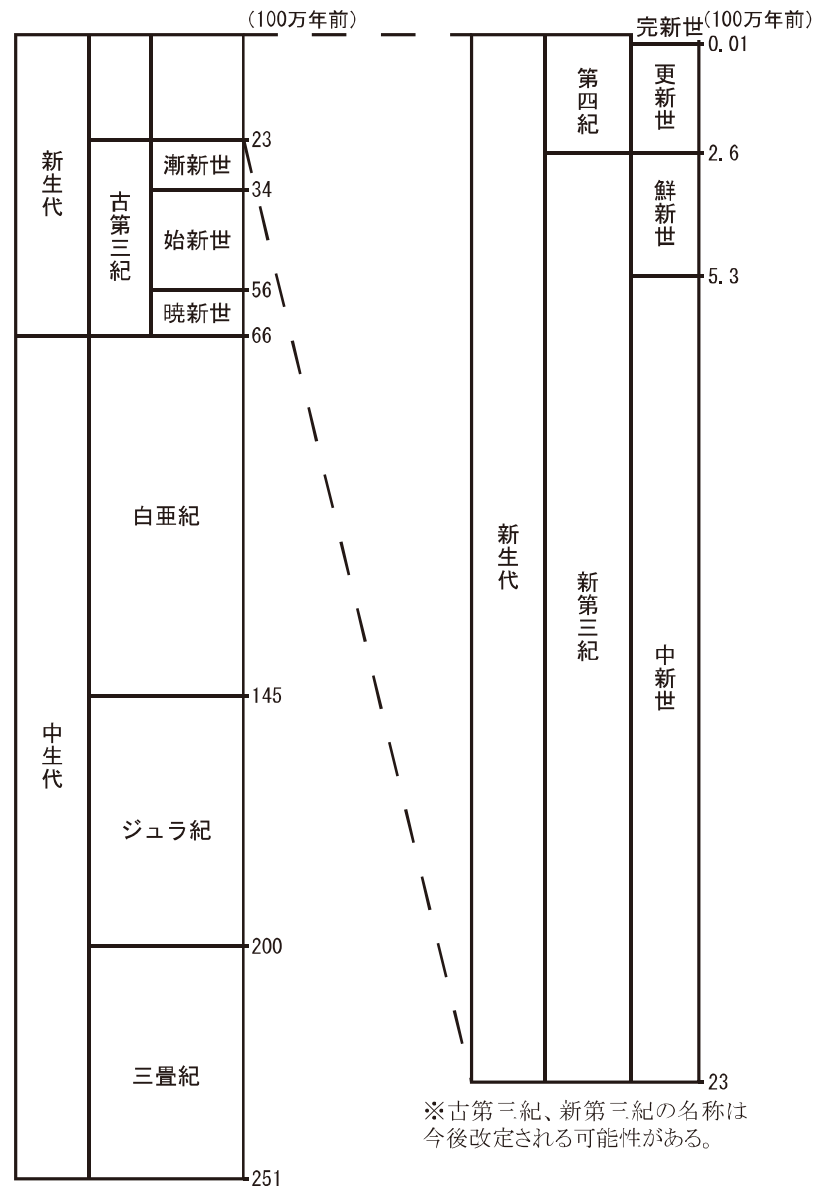 (100万年前)
新生代
古第三紀
漸新世
始新世
暁新世
23
34
56
66
中生代
白亜紀
145
ジュラ紀
200
三畳紀
251
完新世
(100万年前)
0.01
新生代
第四紀
更新世
2.6
新第三紀
鮮新世
5.3
中新世
23
※古第三紀、新第三紀の名称は
今後改定される可能性がある。